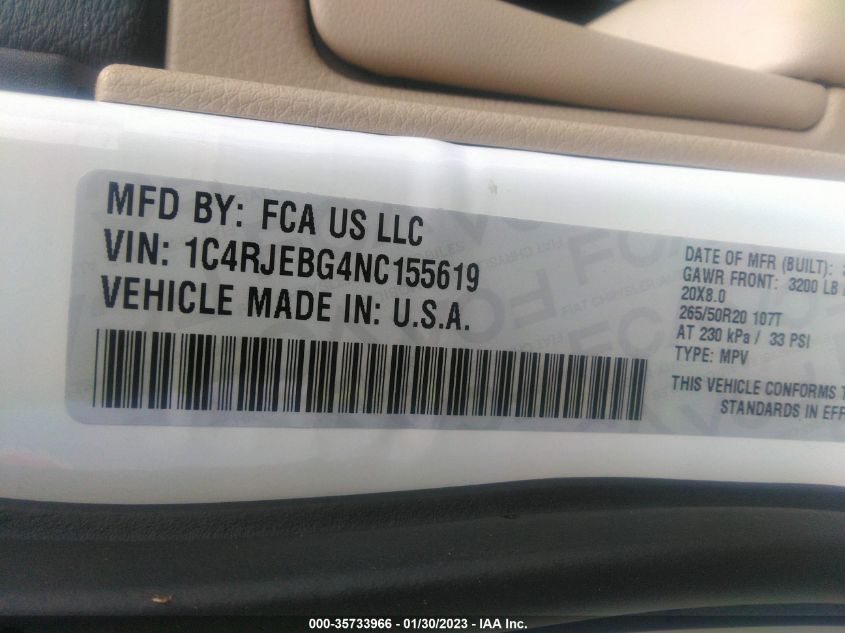 MFD BY: FCA US LLC
VIN: 1C4RJEBG4NC155619
VEHICLE MADE IN: U.S.A.
DATE OF MFR (BUILT):
GAWR FRONT: 3200 LB
20X8.0
265/50R20 107T
AT 230 kPa / 33 PSI
TYPE: MPV
THIS VEHICLE CONFORMS
STANDARDS IN EFF
000-35733966 - 01/30/2023 - IAA Inc.